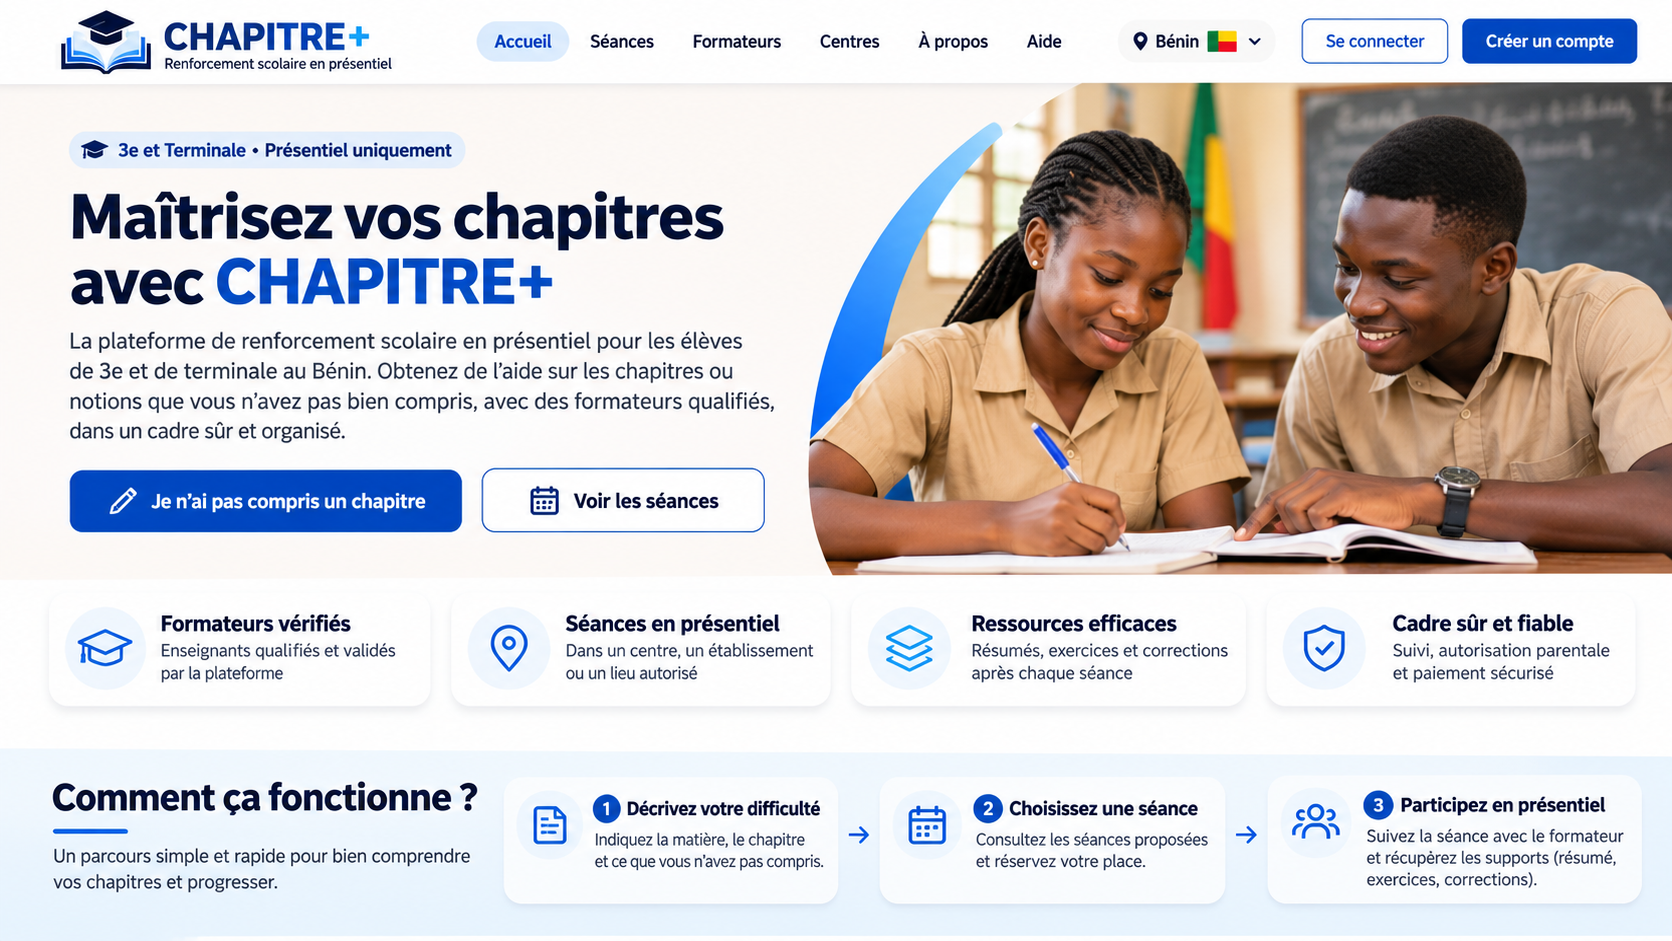 CHAPITRE+
Renforcement scolaire en présentiel
Accueil
Séances
Formateurs
Centres
À propos
Aide
Bénin
Se connecter
Créer un compte
3e et Terminale • Présentiel uniquement
Maîtrisez vos chapitres
avec CHAPITRE+
La plateforme de renforcement scolaire en présentiel pour les élèves
de 3e et de terminale au Bénin. Obtenez de l’aide sur les chapitres ou
notions que vous n’avez pas bien compris, avec des formateurs qualifiés,
dans un cadre sûr et organisé.
Je n’ai pas compris un chapitre
Voir les séances
Formateurs vérifiés
Enseignants qualifiés et validés
par la plateforme
Séances en présentiel
Dans un centre, un établissement
ou un lieu autorisé
Ressources efficaces
Résumés, exercices et corrections
après chaque séance
Cadre sûr et fiable
Suivi, autorisation parentale
et paiement sécurisé
Comment ça fonctionne ?
Un parcours simple et rapide pour bien comprendre
vos chapitres et progresser.
1 Décrivez votre difficulté
Indiquez la matière, le chapitre
et ce que vous n’avez pas compris.
2 Choisissez une séance
Consultez les séances proposées
et réservez votre place.
3 Participez en présentiel
Suivez la séance avec le formateur
et récupèrez les supports (résumé,
exercices, corrections).